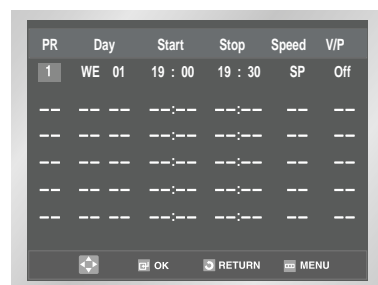 PR Day Start Stop Speed V/P
1 WE 01 19 : 00 19 : 30 SP Off
–– –– –– ––:–– ––:–– –– ––
–– –– –– ––:–– ––:–– –– ––
–– –– –– ––:–– ––:–– –– ––
–– –– –– ––:–– ––:–– –– ––
–– –– –– ––:–– ––:–– –– ––
OK RETURN MENU